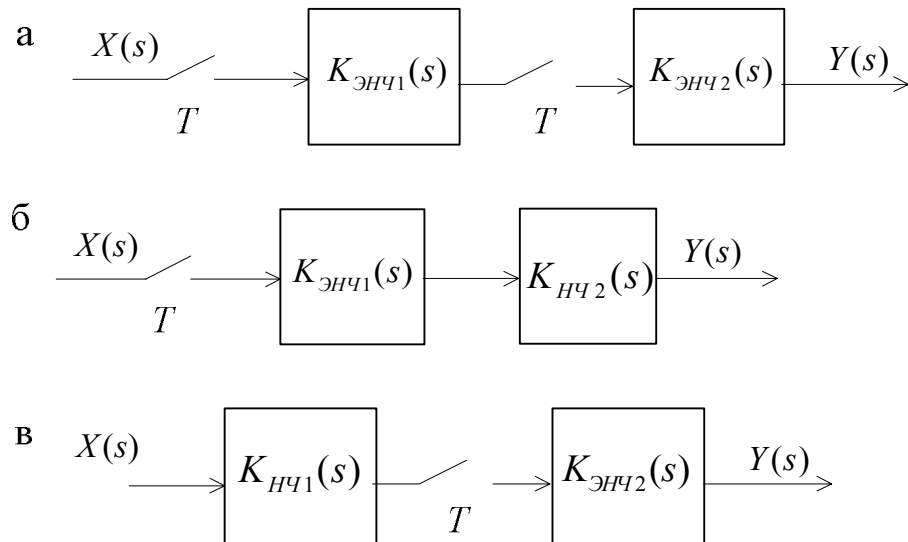 а
X(s) T K_ЭНЧ1(s) T K_ЭНЧ2(s) Y(s)
б
X(s) T K_ЭНЧ1(s) K_НЧ2(s) Y(s)
в
X(s) K_НЧ1(s) T K_ЭНЧ2(s) Y(s)